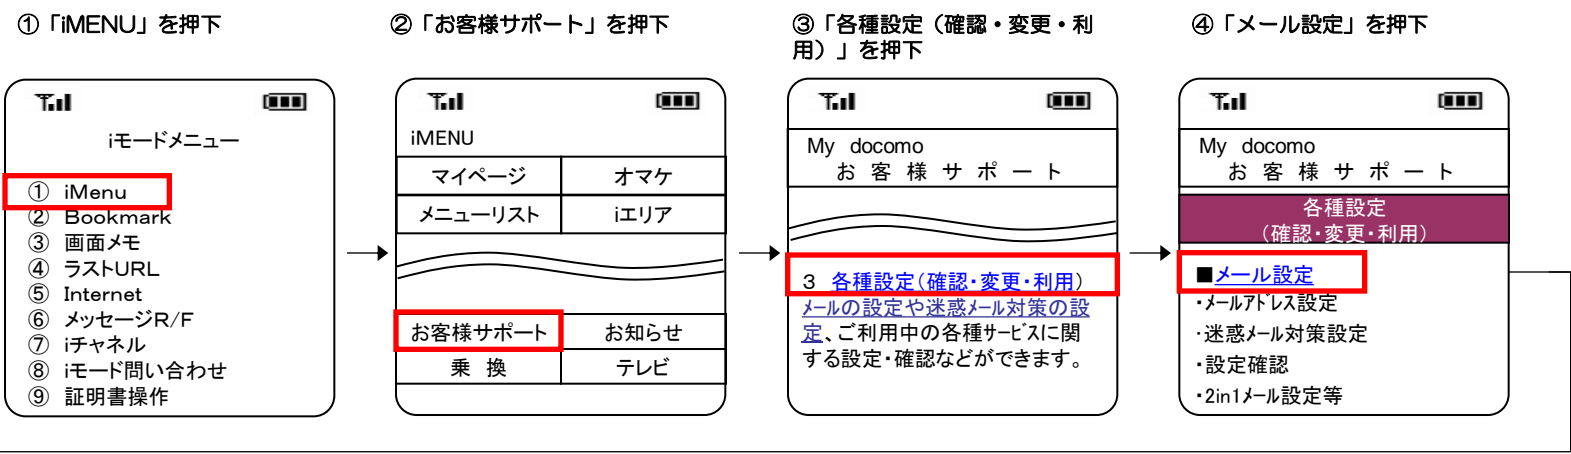 ①「iMENU」を押下
②「お客様サポート」を押下
③「各種設定（確認・変更・利
用）」を押下
④「メール設定」を押下
iモードメニュー
① iMenu
② Bookmark
③ 画面メモ
④ ラストURL
⑤ Internet
⑥ メッセージR/F
⑦ iチャネル
⑧ iモード問い合わせ
⑨ 証明書操作
iMENU
マイページ オマケ
メニューリスト iエリア
お客様サポート お知らせ
乗 換 テレビ
My docomo
お 客 様 サ ポ ー ト
3 各種設定(確認・変更・利用)
メールの設定や迷惑メール対策の設
定、ご利用中の各種サービスに関
する設定・確認などができます。
My docomo
お 客 様 サ ポ ー ト
各種設定
(確認・変更・利用)
■メール設定
・メールアドレス設定
・迷惑メール対策設定
・設定確認
・2in1メール設定等